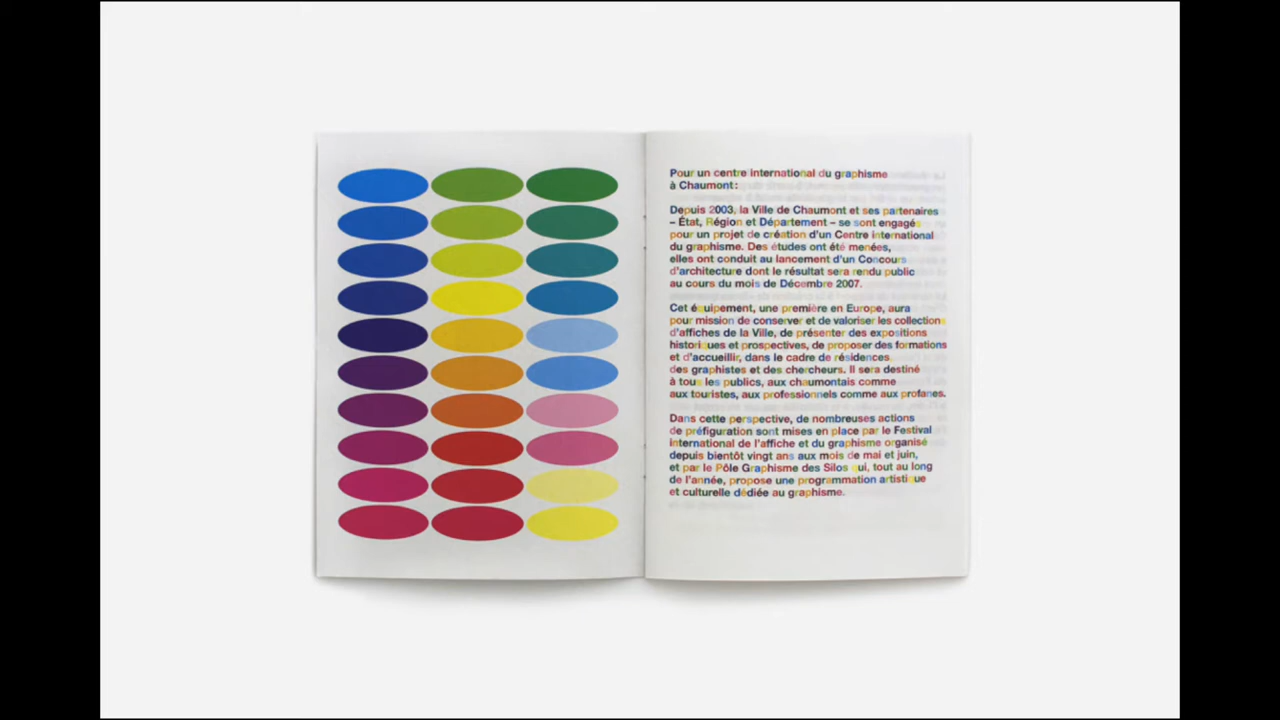 Pour un centre international du graphisme
à Chaumont :
Depuis 2003, la Ville de Chaumont et ses partenaires
– État, Région et Département – se sont engagés
pour un projet de création d'un Centre international
du graphisme. Des études ont été menées,
elles ont conduit au lancement d'un Concours
d'architecture dont le résultat sera rendu public
au cours du mois de Décembre 2007.
Cet équipement, une première en Europe, aura
pour mission de conserver et de valoriser les collections
d'affiches de la Ville, de présenter des expositions
historiques et prospectives, de proposer des formations
et d'accueillir, dans le cadre de résidences
des graphistes et des chercheurs. Il sera destiné
à tous les publics, aux chaumontais comme
aux touristes, aux professionnels comme aux profanes.
Dans cette perspective, de nombreuses actions
de préfiguration sont mises en place par le Festival
international de l'affiche et du graphisme organisé
depuis bientôt vingt ans aux mois de mai et juin,
et par le Pôle Graphisme des Silos qui, tout au long
de l'année, propose une programmation artistique
et culturelle dédiée au graphisme.